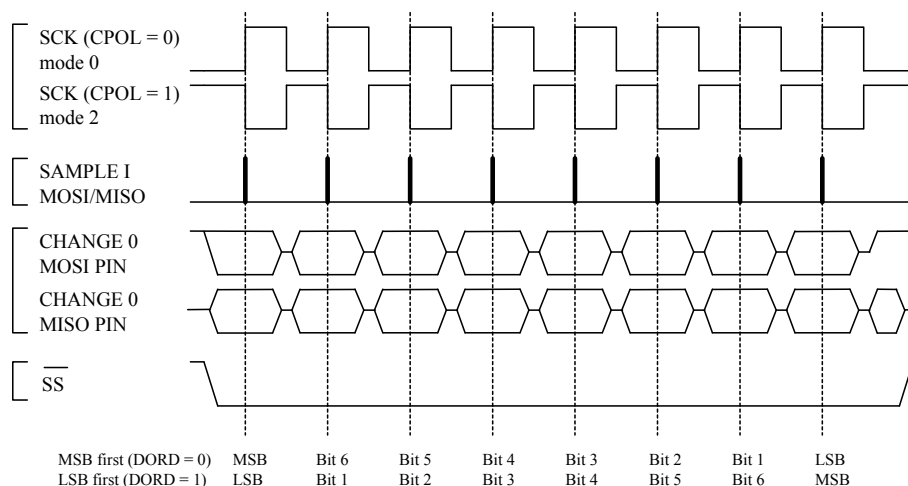 SCK (CPOL = 0)
mode 0
SCK (CPOL = 1)
mode 2
SAMPLE I
MOSI/MISO
CHANGE 0
MOSI PIN
CHANGE 0
MISO PIN
SS
MSB first (DORD = 0) MSB Bit 6 Bit 5 Bit 4 Bit 3 Bit 2 Bit 1 LSB
LSB first (DORD = 1) LSB Bit 1 Bit 2 Bit 3 Bit 4 Bit 5 Bit 6 MSB